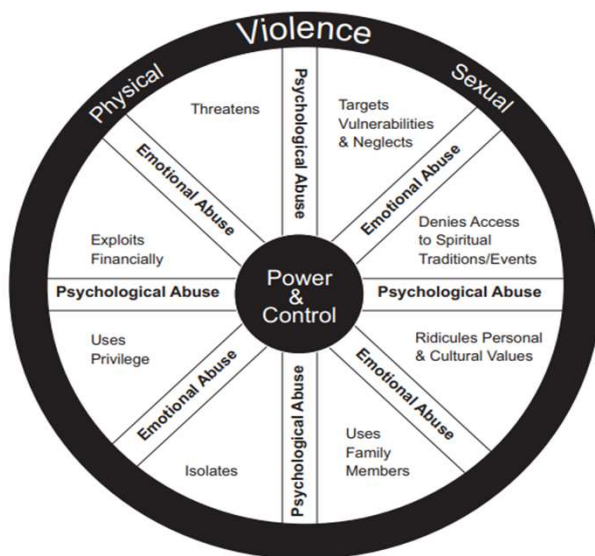 Violence
Physical
Sexual
Threatens
Psychological Abuse
Targets
Vulnerabilities
& Neglects
Emotional Abuse
Emotional Abuse
Exploits
Financially
Denies Access
to Spiritual
Traditions/Events
Psychological Abuse
Power
&
Control
Psychological Abuse
Uses
Privilege
Ridicules Personal
& Cultural Values
Emotional Abuse
Emotional Abuse
Isolates
Psychological Abuse
Uses
Family
Members